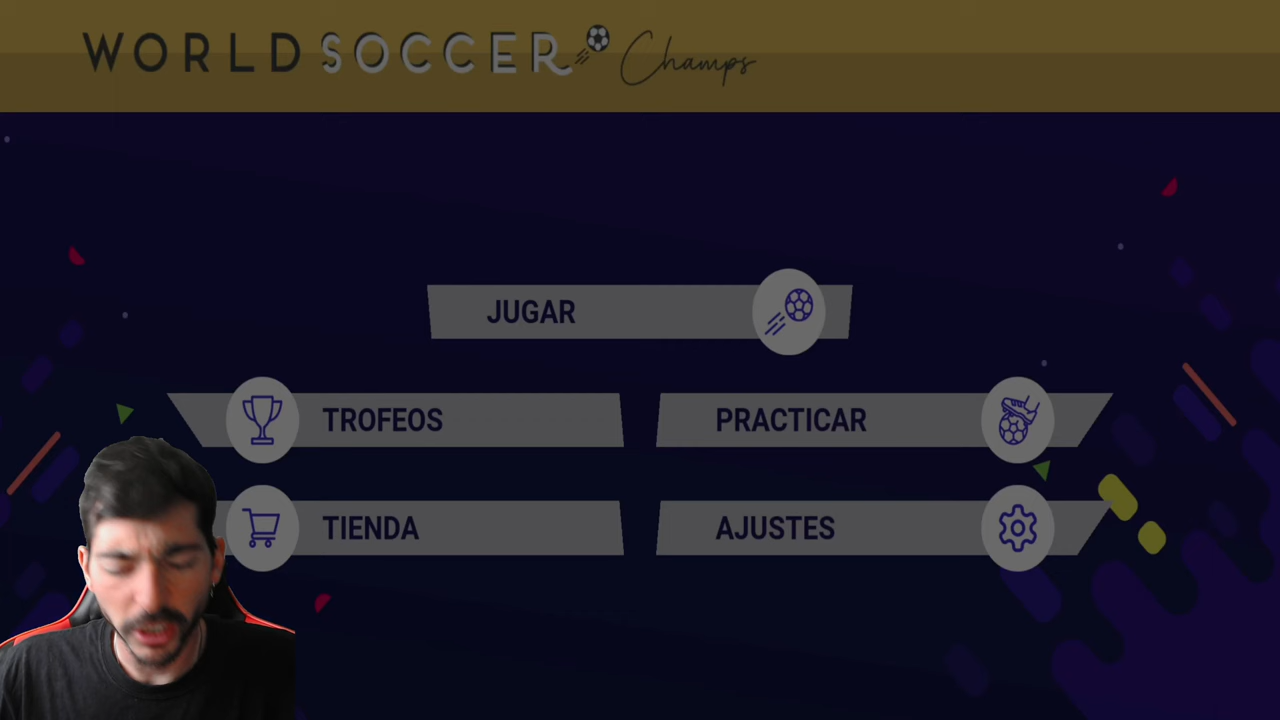 WORLD SOCCER Champs
JUGAR
TROFEOS
PRACTICAR
TIENDA
AJUSTES